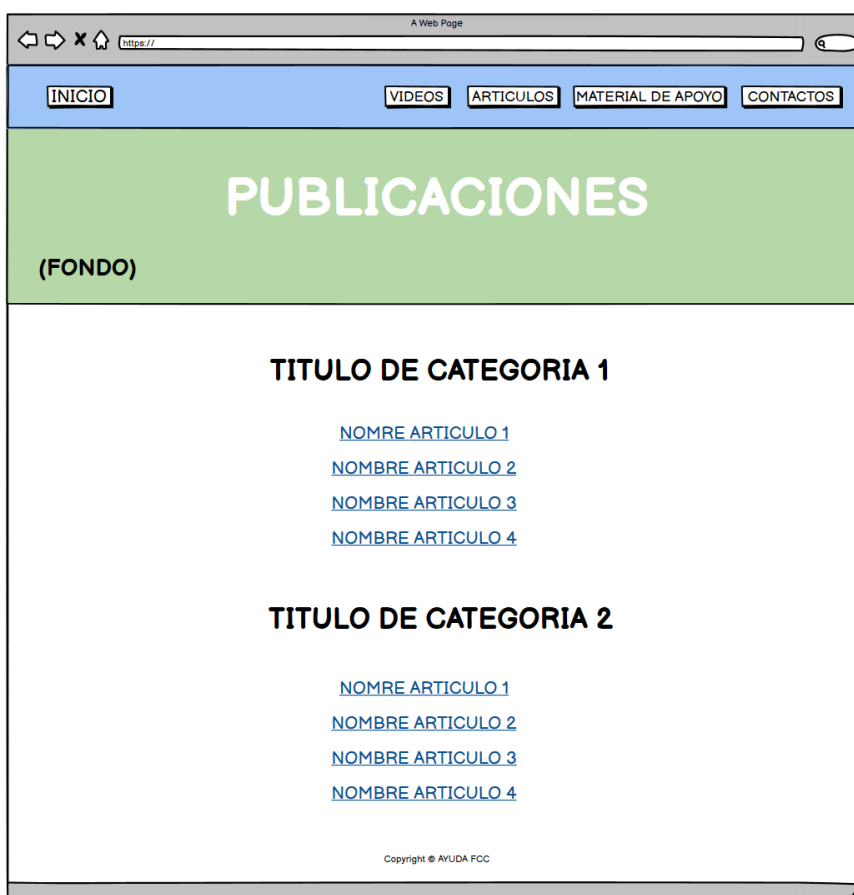 A Web Page
https://
INICIO VIDEOS ARTICULOS MATERIAL DE APOYO CONTACTOS
PUBLICACIONES
(FONDO)
TITULO DE CATEGORIA 1
NOMRE ARTICULO 1
NOMBRE ARTICULO 2
NOMBRE ARTICULO 3
NOMBRE ARTICULO 4
TITULO DE CATEGORIA 2
NOMRE ARTICULO 1
NOMBRE ARTICULO 2
NOMBRE ARTICULO 3
NOMBRE ARTICULO 4
Copyright © AYUDA FCC